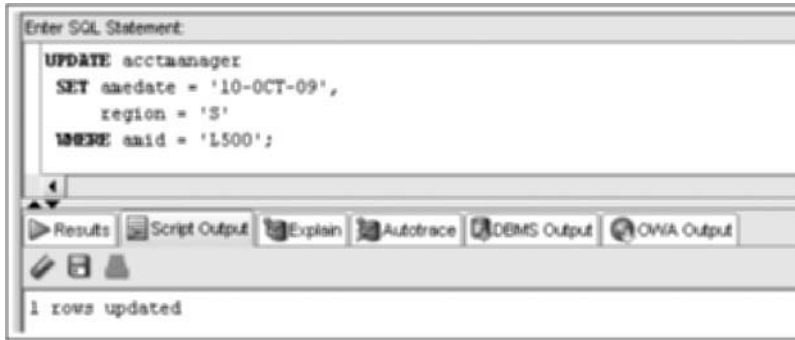 Enter SQL Statement:
UPDATE acctmanager
SET amedate = '10-OCT-09',
region = 'S'
WHERE amid = 'L500';
Results Script Output Explain Autotrace DBMS Output OWA Output
1 rows updated